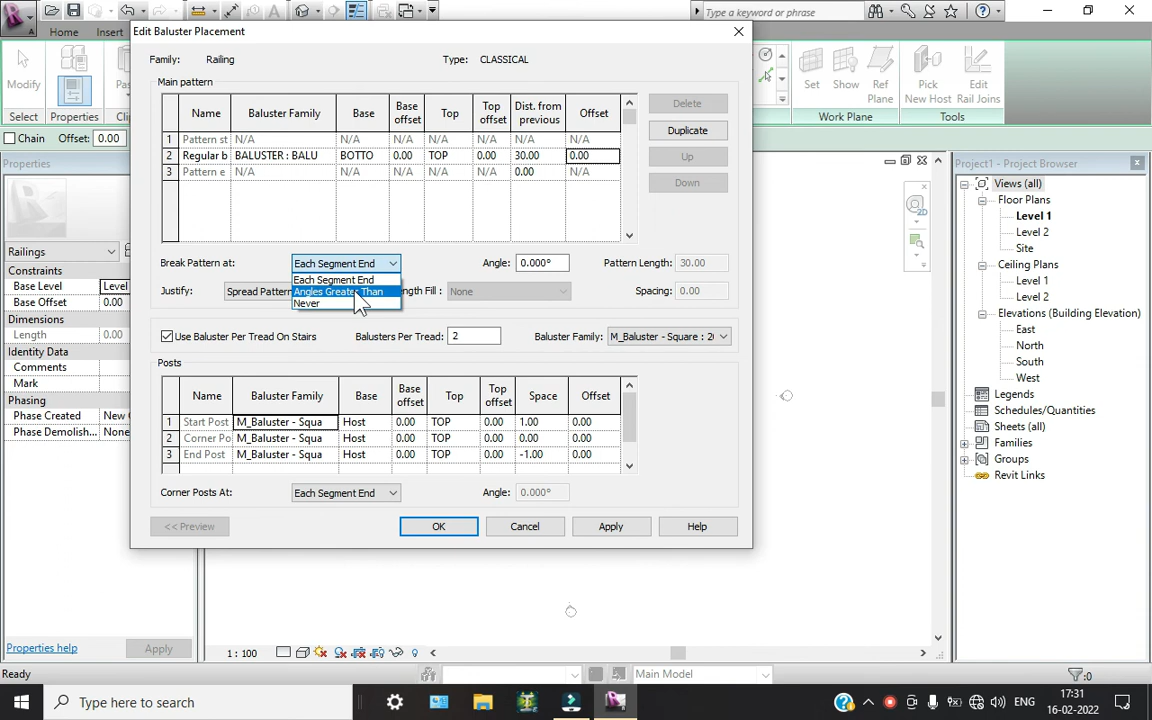 Type a keyword or phrase
Edit Baluster Placement
Home
Insert
Family: Railing Type: CLASSICAL
Main pattern
Name Baluster Family Base Base offset Top Top offset Dist. from previous Offset
1 Pattern st N/A N/A N/A N/A N/A N/A N/A
2 Regular b BALUSTER : BALU BOTTO 0.00 TOP 0.00 30.00 0.00
3 Pattern e N/A N/A N/A N/A N/A 0.00 N/A
Delete
Duplicate
Up
Down
Break Pattern at: Each Segment End Angle: 0.000° Pattern Length: 30.00
Each Segment End
Angles Greater Than
Never
Justify: Spread Pattern ngth Fill : None Spacing: 0.00
Use Baluster Per Tread On Stairs Balusters Per Tread: 2 Baluster Family: M_Baluster - Square : 2
Posts
Name Baluster Family Base Base offset Top Top offset Space Offset
1 Start Post M_Baluster - Squa Host 0.00 TOP 0.00 1.00 0.00
2 Corner Po M_Baluster - Squa Host 0.00 TOP 0.00 0.00 0.00
3 End Post M_Baluster - Squa Host 0.00 TOP 0.00 -1.00 0.00
Corner Posts At: Each Segment End Angle: 0.000°
<< Preview OK Cancel Apply Help
Modify
Pas
Select Properties Clip
Chain Offset: 0.00
Properties
Railings
Constraints
Base Level Level
Base Offset 0.00
Dimensions
Length 0.00
Identity Data
Comments
Mark
Phasing
Phase Created New C
Phase Demolish... None
Properties help Apply
Set Show Ref Plane
Work Plane
Pick New Host
Edit Rail Joins
Tools
2D
Project1 - Project Browser
Views (all)
Floor Plans
Level 1
Level 2
Site
Ceiling Plans
Level 1
Level 2
Elevations (Building Elevation)
East
North
South
West
Legends
Schedules/Quantities
Sheets (all)
Families
Groups
Revit Links
1 : 100
Ready
Main Model
:0
Type here to search
ENG
17:31
16-02-2022